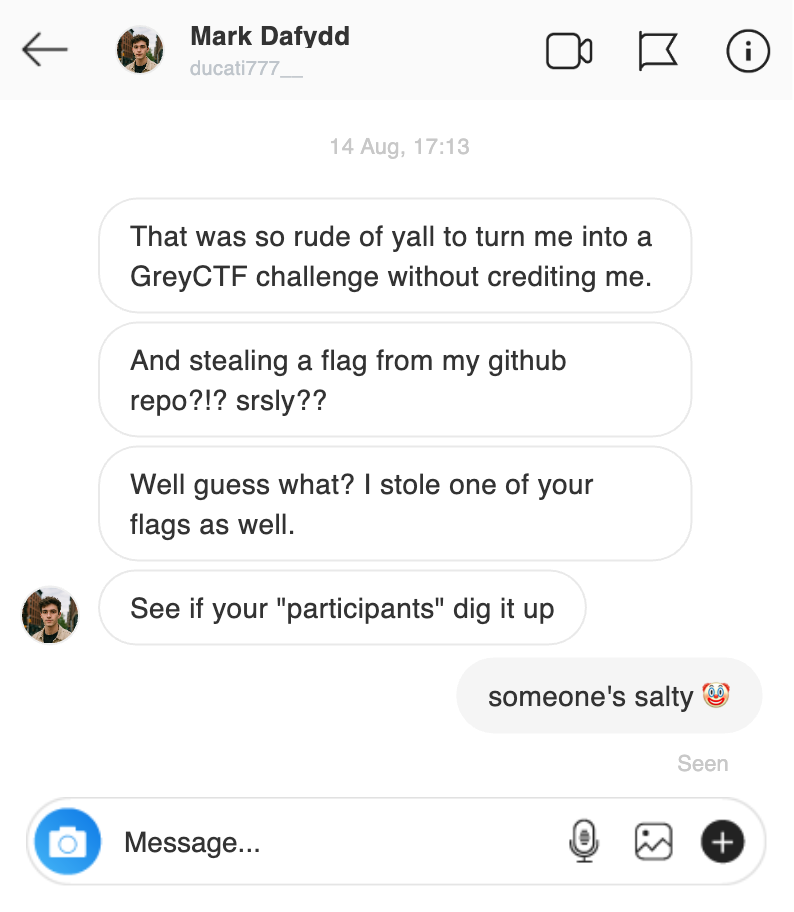 Mark Dafydd
ducati777__
14 Aug, 17:13
That was so rude of yall to turn me into a
GreyCTF challenge without crediting me.
And stealing a flag from my github
repo?!? srsly??
Well guess what? I stole one of your
flags as well.
See if your "participants" dig it up
someone's salty 🤡
Seen
Message...